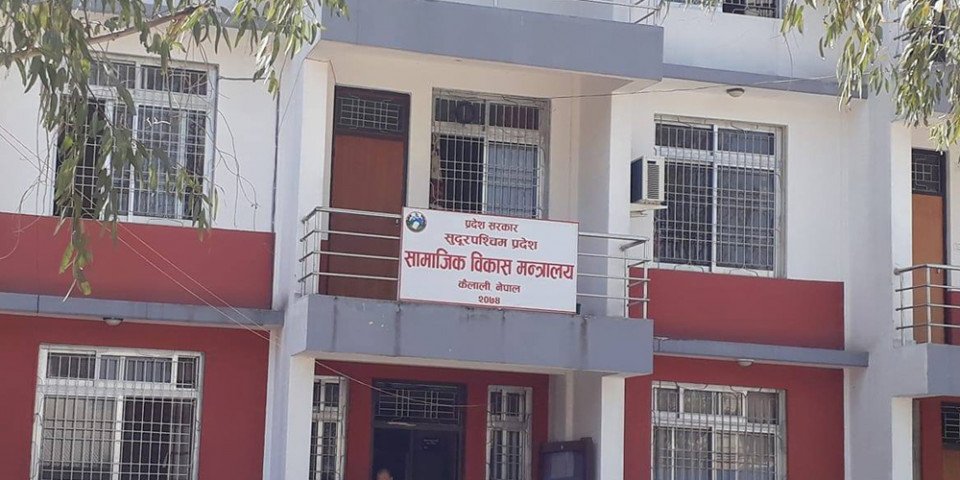 प्रदेश सरकार
सुदूरपश्चिम प्रदेश
सामाजिक विकास मन्त्रालय
कैलाली, नेपाल
२०७४